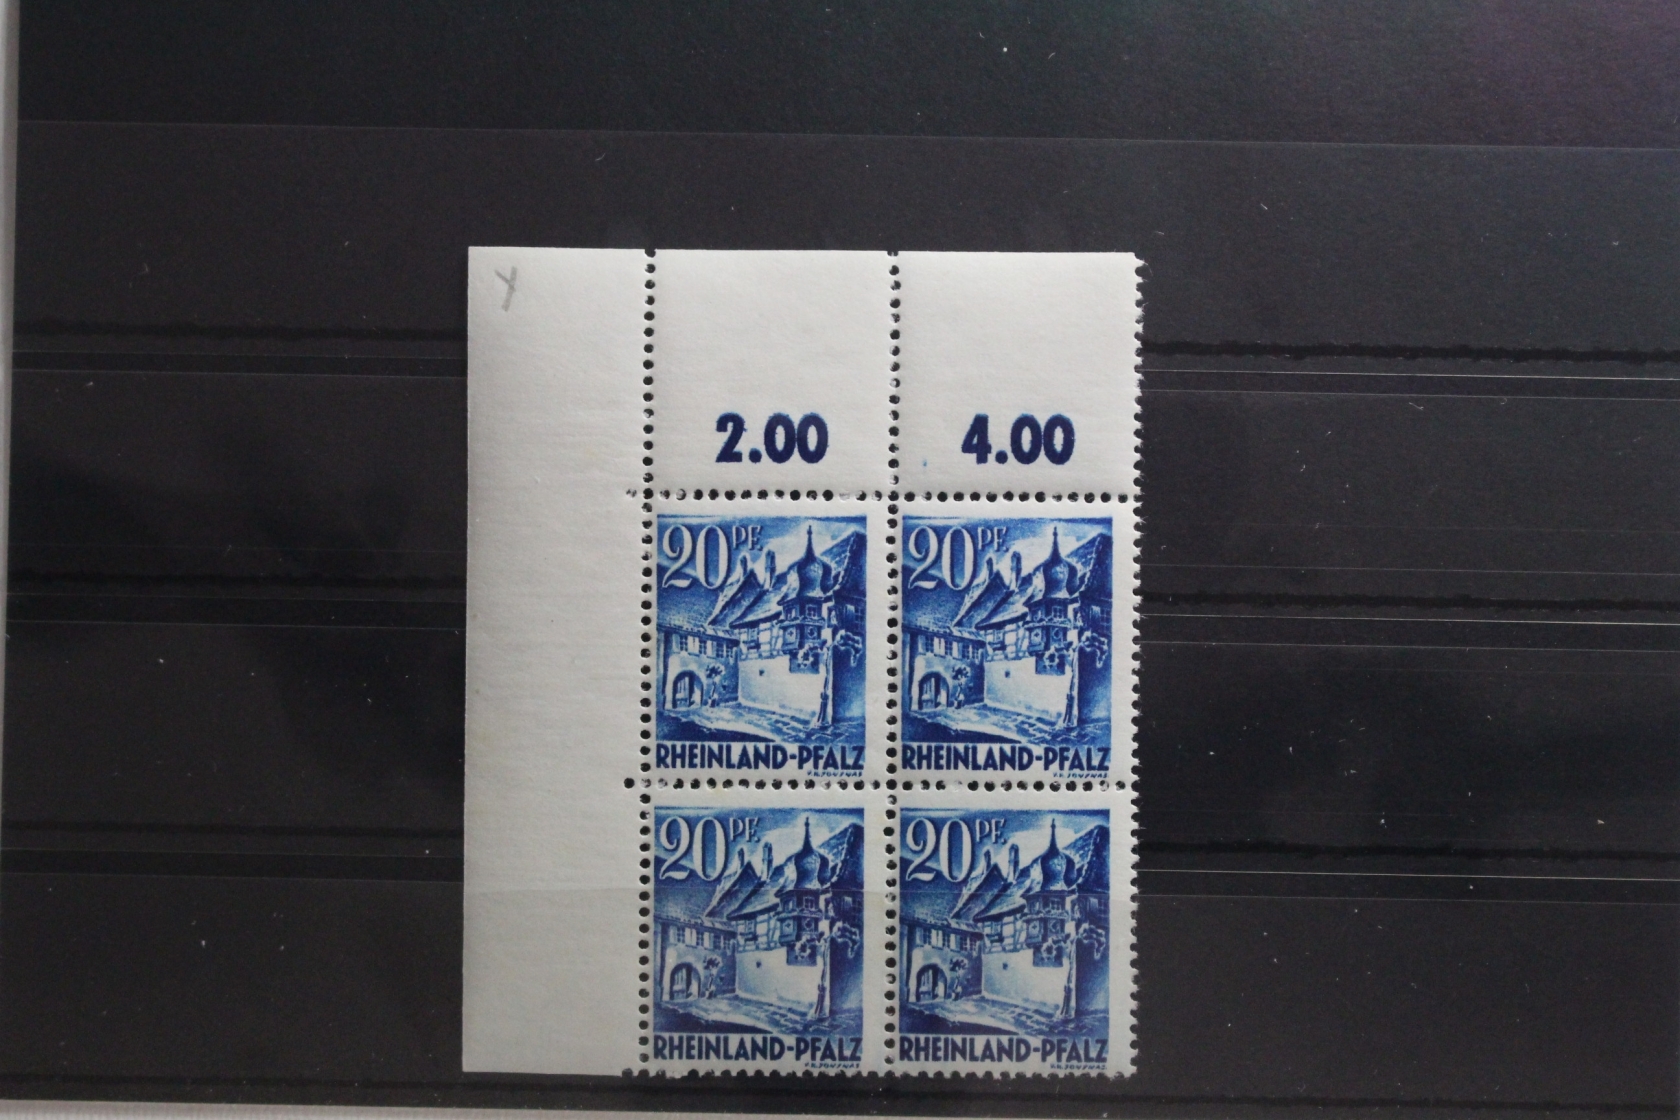 2.00 4.00
20 PF 20 PF
RHEINLAND-PFALZ RHEINLAND-PFALZ
20 PF 20 PF
RHEINLAND-PFALZ RHEINLAND-PFALZ